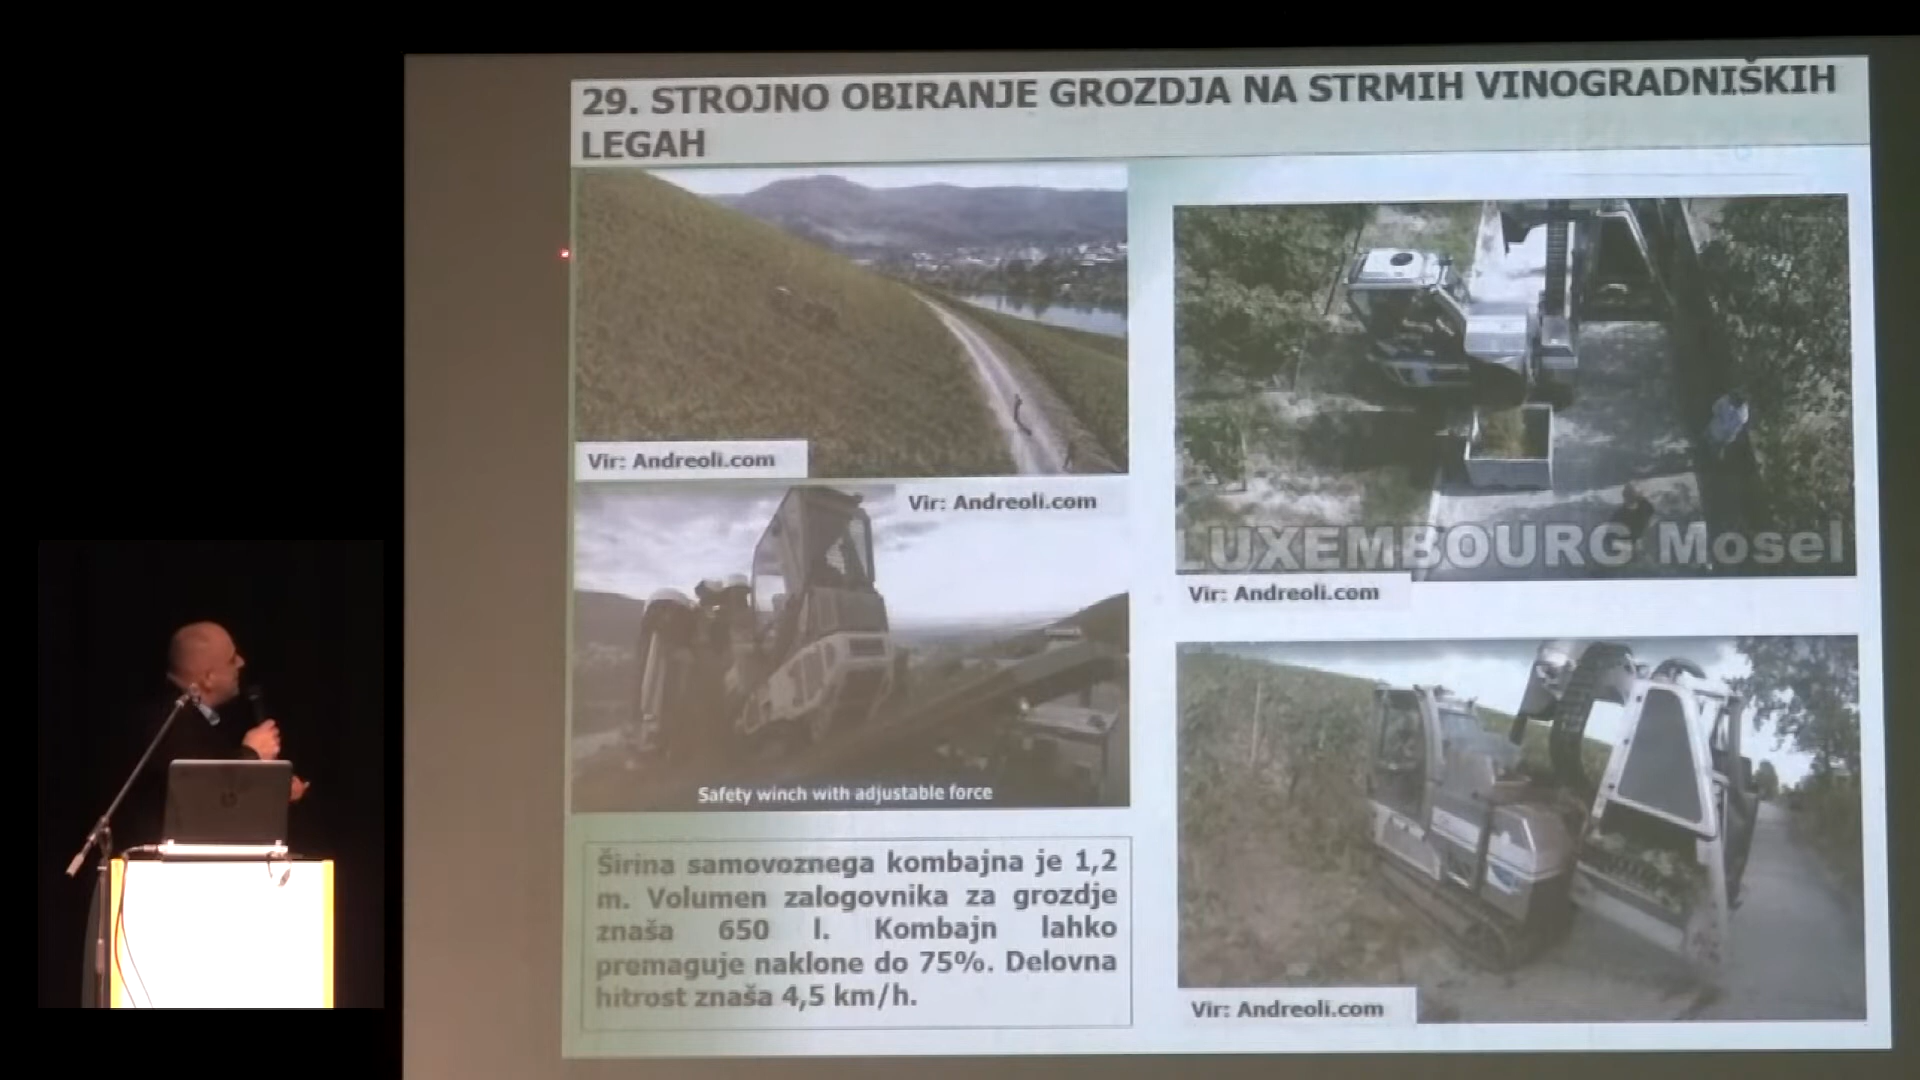 29. STROJNO OBIRANJE GROZDJA NA STRMIH VINOGRADNIŠKIH
LEGAH
Vir: Andreoli.com
Vir: Andreoli.com
Safety winch with adjustable force
Širina samovoznega kombajna je 1,2
m. Volumen zalogovnika za grozdje
znaša 650 l. Kombajn lahko
premaguje naklone do 75%. Delovna
hitrost znaša 4,5 km/h.
LUXEMBOURG Mosel
Vir: Andreoli.com
Vir: Andreoli.com